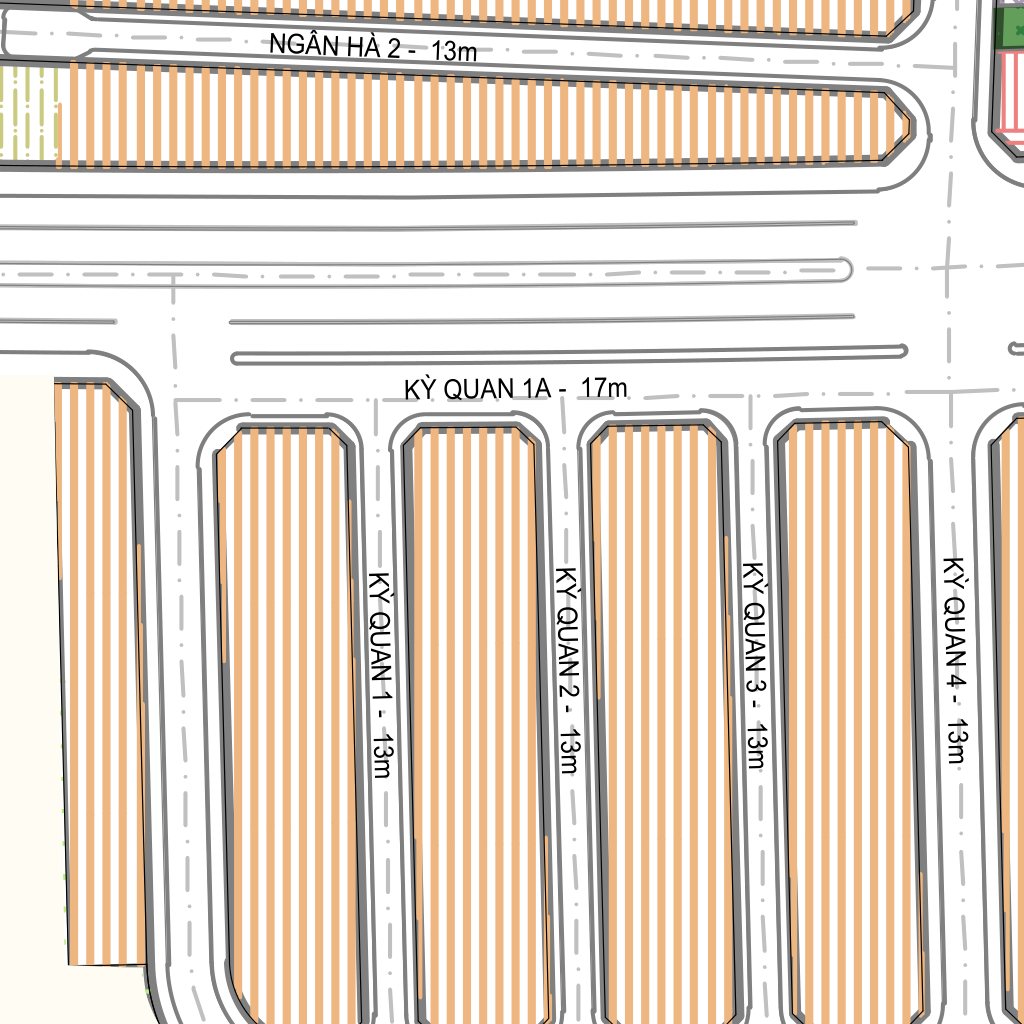 NGÂN HÀ 2 - 13m
KỲ QUAN 1A - 17m
KỲ QUAN 1 - 13m
KỲ QUAN 2 - 13m
KỲ QUAN 3 - 13m
KỲ QUAN 4 - 13m